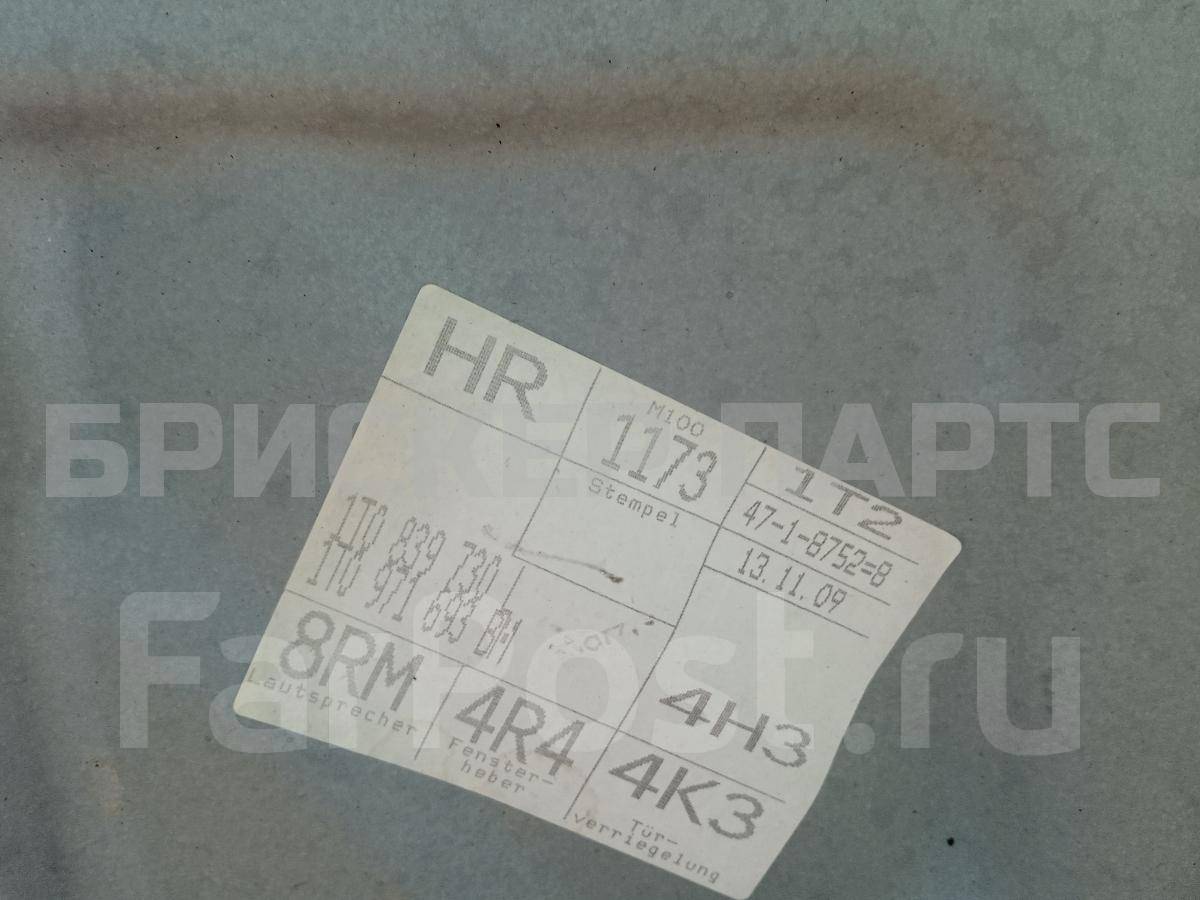 HR
M100
1173
1T2
Stempel
47-1-8752=8
13.11.09
1T0 839 730
1T0 971 693 BM
8RM
Lautsprecher
4R4
Fenster-
heber
4H3
4K3
Tür-
verriegelung
БРИСКЕР ПАРТС
FarPost.ru